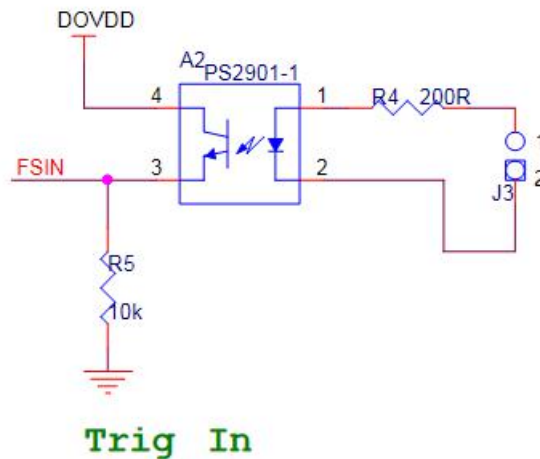 DOVDD
A2
PS2901-1
4
1
R4 200R
1
FSIN
3
2
J3
2
R5
10k
Trig In